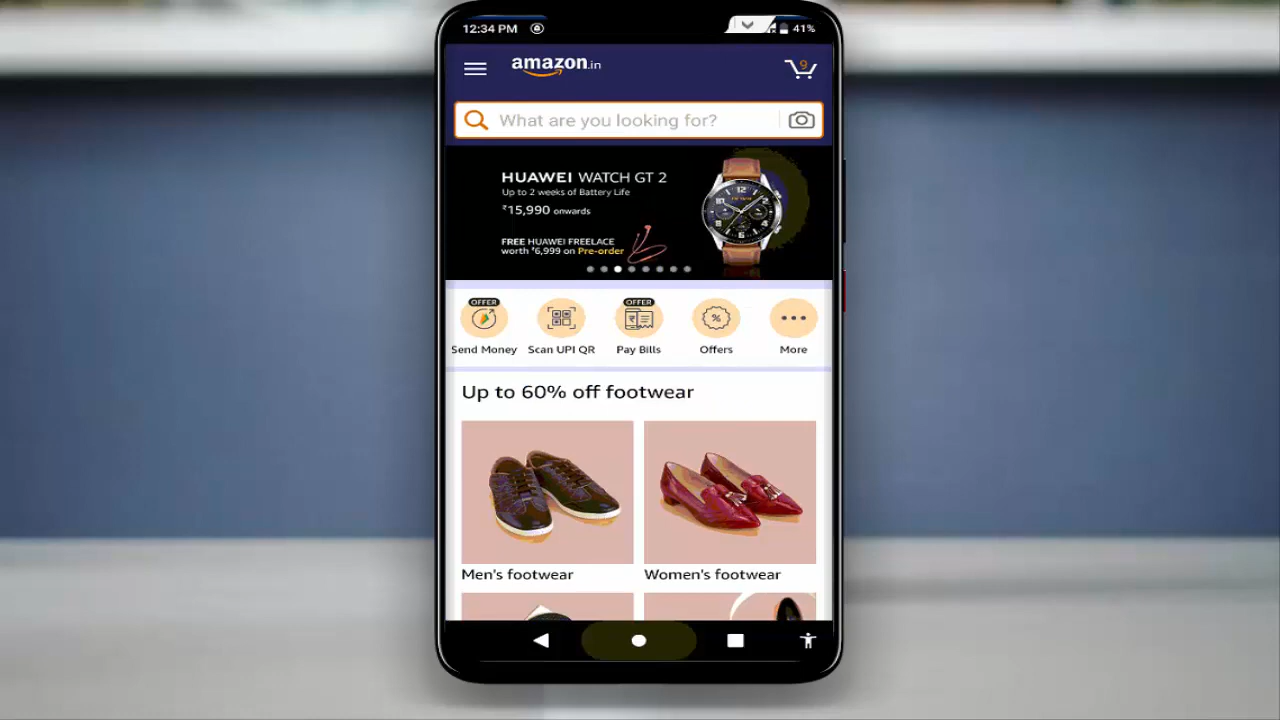 12:34 PM 41%
amazon.in
9
What are you looking for?
HUAWEI WATCH GT 2
Up to 2 weeks of Battery Life
₹15,990 onwards
FREE HUAWEI FREELACE
worth ₹6,999 on Pre-order
OFFER OFFER
Send Money Scan UPI QR Pay Bills Offers More
Up to 60% off footwear
Men's footwear Women's footwear